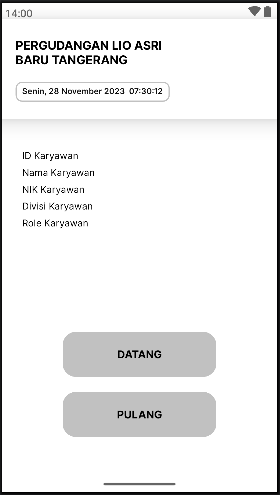 14:00
PERGUDANGAN LIO ASRI
BARU TANGERANG
Senin, 28 November 2023 07:30:12
ID Karyawan
Nama Karyawan
NIK Karyawan
Divisi Karyawan
Role Karyawan
DATANG
PULANG